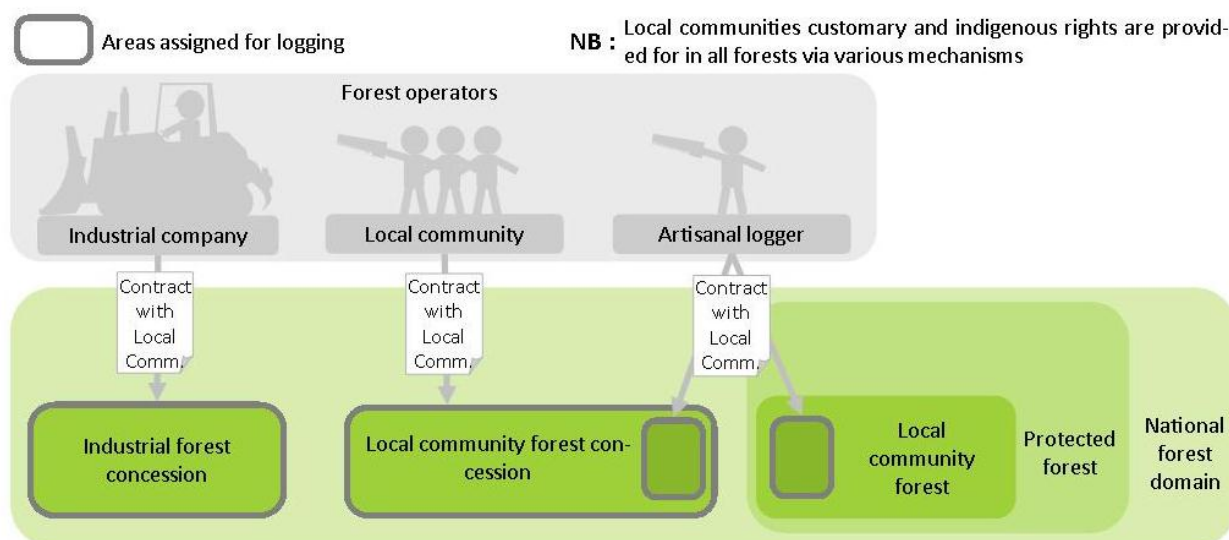 Areas assigned for logging
NB : Local communities customary and indigenous rights are provid-
ed for in all forests via various mechanisms
Forest operators
Industrial company
Local community
Artisanal logger
Contract
with
Local
Comm.
Contract
with
Local
Comm.
Contract
with
Local
Comm.
Industrial forest
concession
Local community forest con-
cession
Local
community
forest
Protected
forest
National
forest
domain